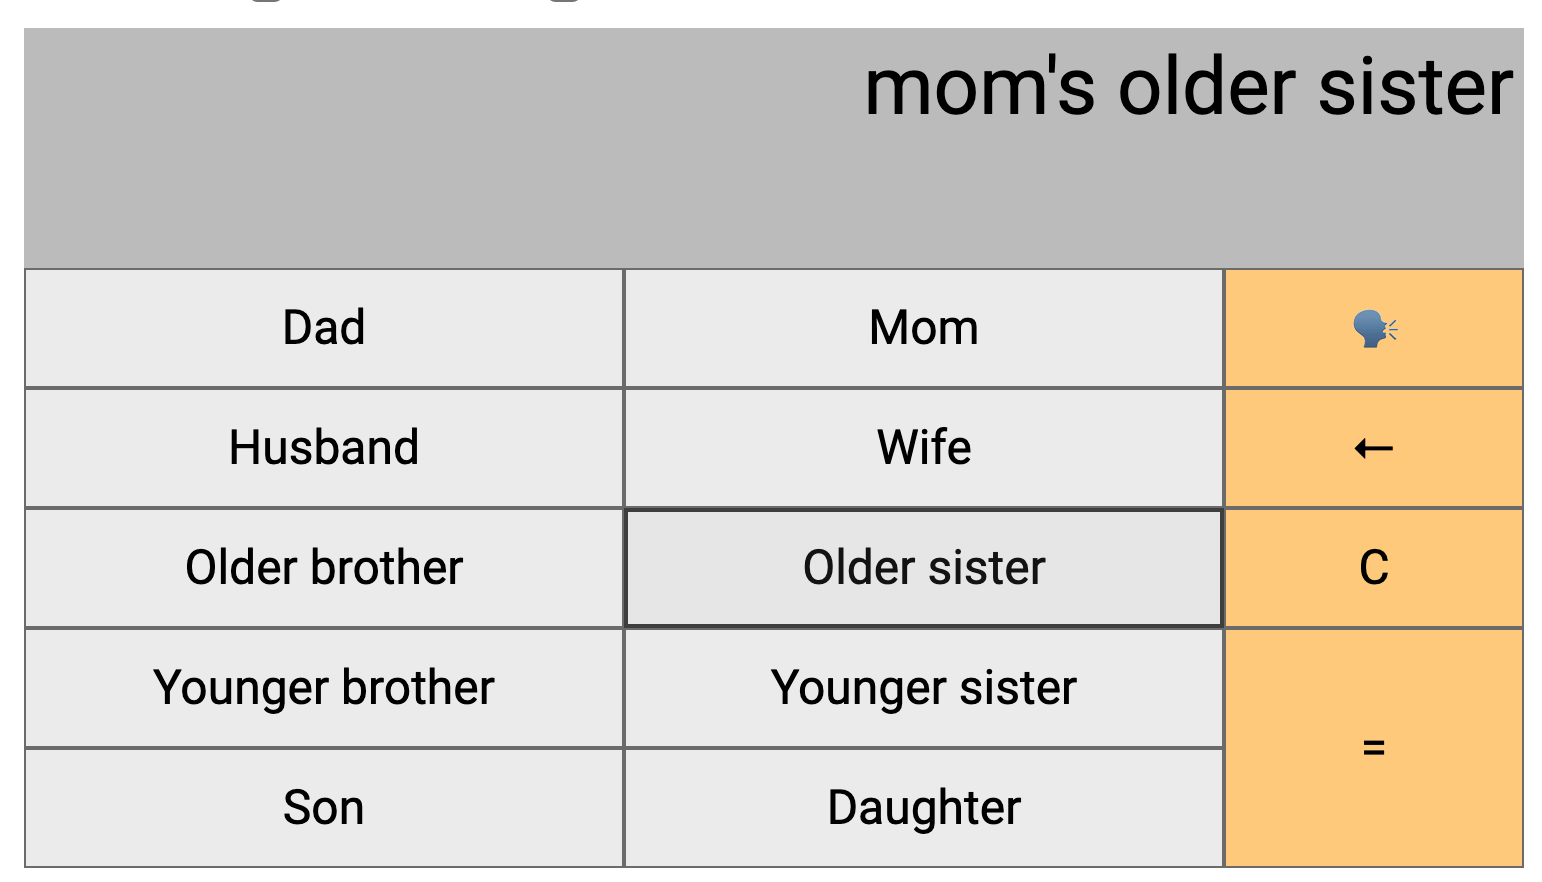 mom's older sister
Dad Mom 🗣
Husband Wife ←
Older brother Older sister C
Younger brother Younger sister
=
Son Daughter